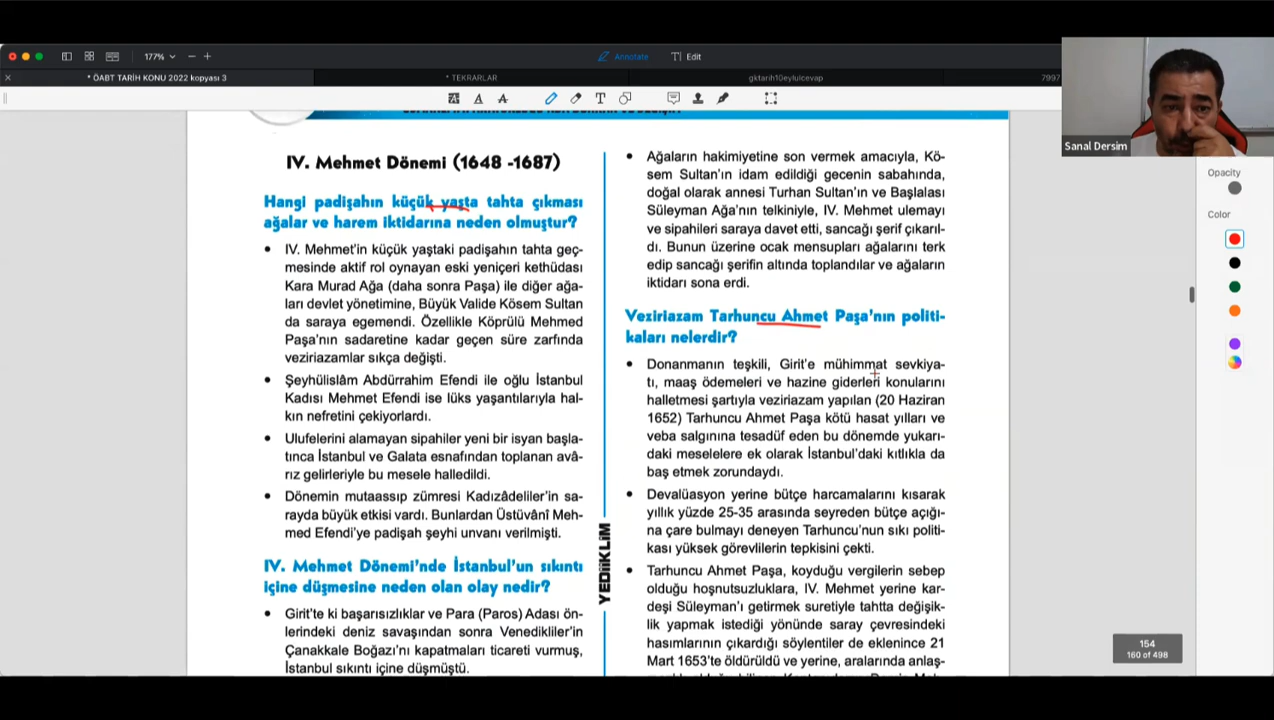 177%
Annotate
Edit
* ÖABT TARİH KONU 2022 kopyası 3
* TEKRARLAR
gktarih10eylulcevap
7997
Sanal Dersim
Opacity
Color
IV. Mehmet Dönemi (1648 -1687)
Hangi padişahın küçük yaşta tahta çıkması
ağalar ve harem iktidarına neden olmuştur?
• IV. Mehmet'in küçük yaştaki padişahın tahta geç-
mesinde aktif rol oynayan eski yeniçeri kethüdası
Kara Murad Ağa (daha sonra Paşa) ile diğer ağa-
ları devlet yönetimine, Büyük Valide Kösem Sultan
da saraya egemendi. Özellikle Köprülü Mehmed
Paşa'nın sadaretine kadar geçen süre zarfında
veziriazamlar sıkça değişti.
• Şeyhülislâm Abdürrahim Efendi ile oğlu İstanbul
Kadısı Mehmet Efendi ise lüks yaşantılarıyla hal-
kın nefretini çekiyorlardı.
• Ulufelerini alamayan sipahiler yeni bir isyan başla-
tınca İstanbul ve Galata esnafından toplanan avâ-
rız gelirleriyle bu mesele halledildi.
• Dönemin mutaassıp zümresi Kadızâdeliler'in sa-
rayda büyük etkisi vardı. Bunlardan Üstüvânî Meh-
med Efendi'ye padişah şeyhi unvanı verilmişti.
IV. Mehmet Dönemi'nde İstanbul'un sıkıntı
içine düşmesine neden olan olay nedir?
• Girit'te ki başarısızlıklar ve Para (Paros) Adası ön-
lerindeki deniz savaşından sonra Venedikliler'in
Çanakkale Boğazı'nı kapatmaları ticareti vurmuş,
İstanbul sıkıntı içine düşmüştü.
YEDİİKLİM
• Ağaların hakimiyetine son vermek amacıyla, Kö-
sem Sultan'ın idam edildiği gecenin sabahında,
doğal olarak annesi Turhan Sultan'ın ve Başlalası
Süleyman Ağa'nın telkiniyle, IV. Mehmet ulemayı
ve sipahileri saraya davet etti, sancağı şerif çıkarıl-
dı. Bunun üzerine ocak mensupları ağalarını terk
edip sancağı şerifin altında toplandılar ve ağaların
iktidarı sona erdi.
Veziriazam Tarhuncu Ahmet Paşa'nın politi-
kaları nelerdir?
• Donanmanın teşkili, Girit'e mühimmat sevkiya-
tı, maaş ödemeleri ve hazine giderleri konularını
halletmesi şartıyla veziriazam yapılan (20 Haziran
1652) Tarhuncu Ahmet Paşa kötü hasat yılları ve
veba salgınına tesadüf eden bu dönemde yukarı-
daki meselelere ek olarak İstanbul'daki kıtlıkla da
baş etmek zorundaydı.
• Devalüasyon yerine bütçe harcamalarını kısarak
yıllık yüzde 25-35 arasında seyreden bütçe açığı-
na çare bulmayı deneyen Tarhuncu'nun sıkı politi-
kası yüksek görevlilerin tepkisini çekti.
• Tarhuncu Ahmet Paşa, koyduğu vergilerin sebep
olduğu hoşnutsuzluklara, IV. Mehmet yerine kar-
deşi Süleyman'ı getirmek suretiyle tahtta değişik-
lik yapmak istediği yönünde saray çevresindeki
hasımlarının çıkardığı söylentiler de eklenince 21
Mart 1653'te öldürüldü ve yerine, aralarında anlaş-
154
160 of 498